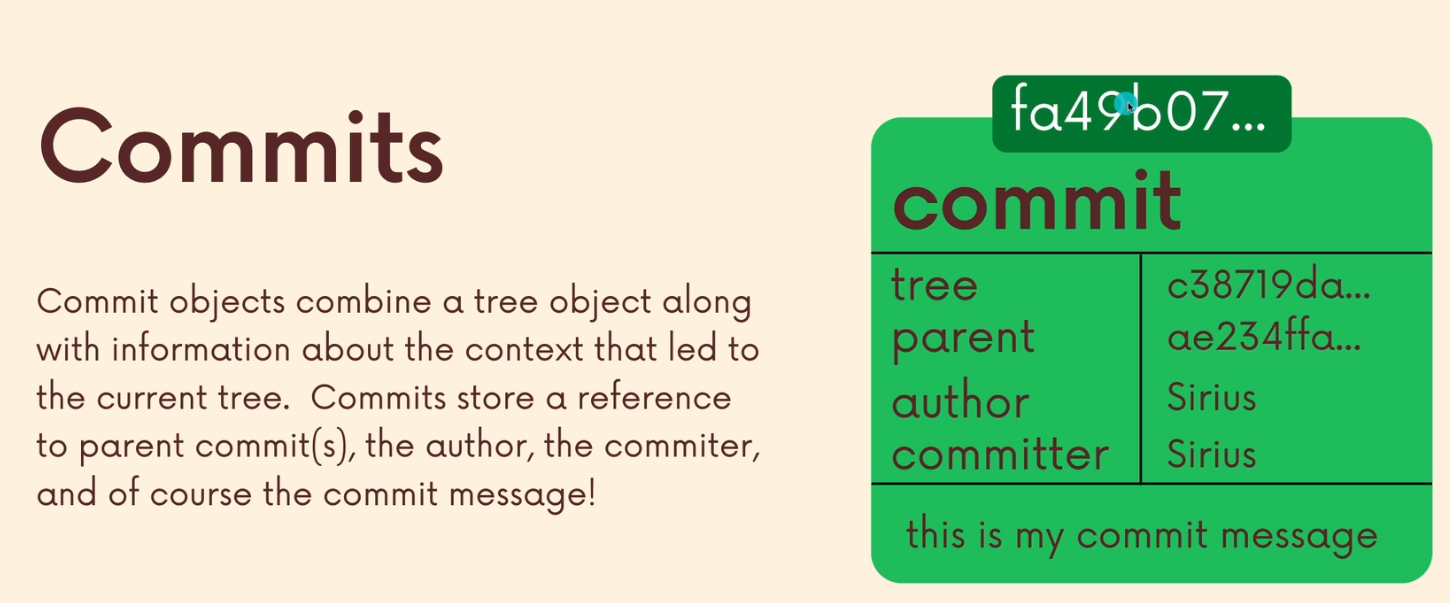 Commits
Commit objects combine a tree object along
with information about the context that led to
the current tree.  Commits store a reference
to parent commit(s), the author, the commiter,
and of course the commit message!
fa49b07...
commit
tree c38719da...
parent ae234ffa...
author Sirius
committer Sirius
this is my commit message